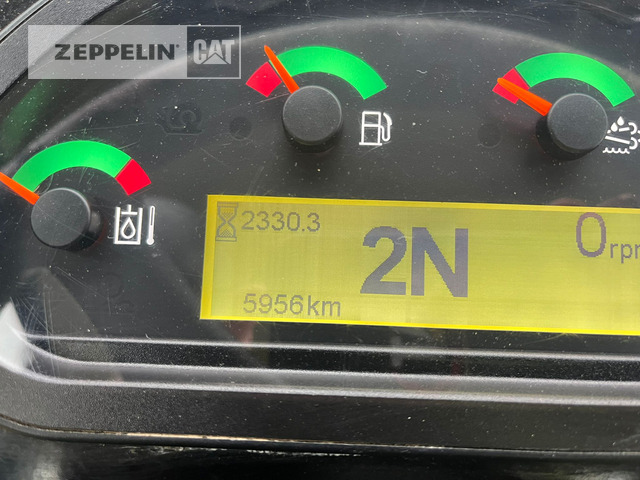 ZEPPELIN CAT
2330.3
2N
0 rpm
5956 km